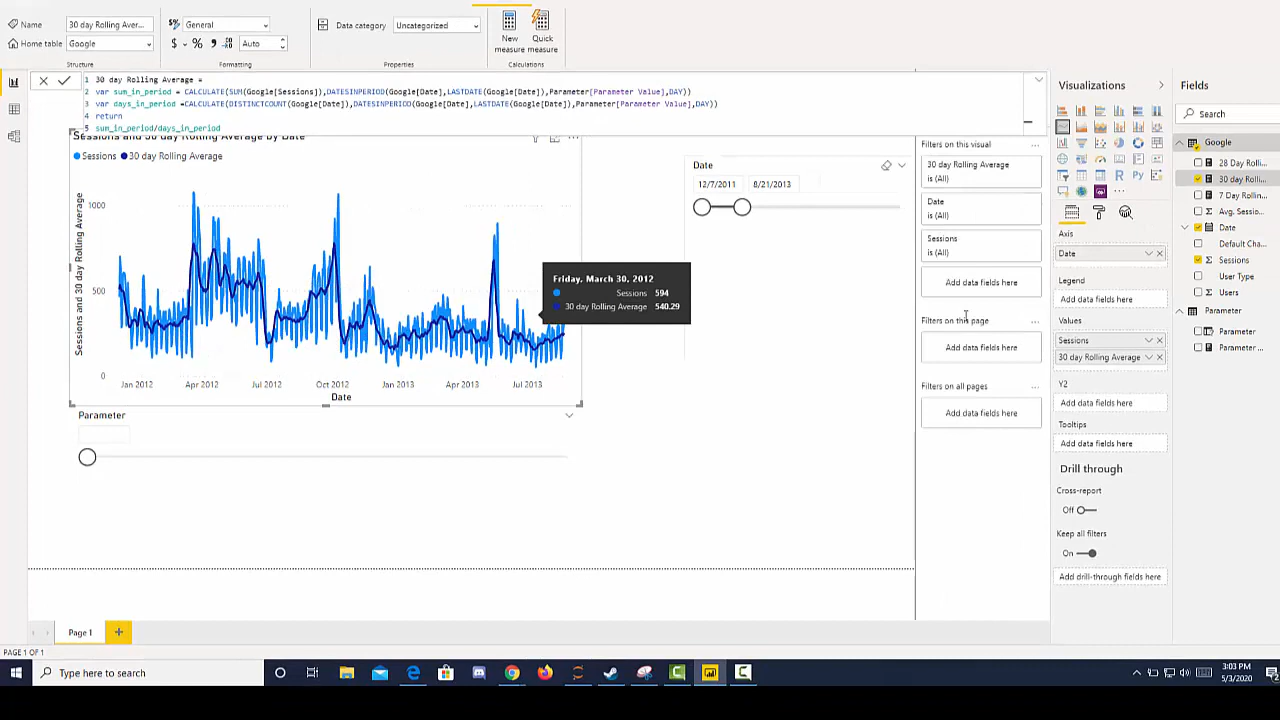 Name
30 day Rolling Aver...
General
Data category
Uncategorized
New measure
Quick measure
Home table
Google
$
%
Auto
Structure
Formatting
Properties
Calculations
1 30 day Rolling Average =
2 var sum_in_period = CALCULATE(SUM(Google[Sessions]),DATESINPERIOD(Google[Date],LASTDATE(Google[Date]),Parameter[Parameter Value],DAY))
3 var days_in_period =CALCULATE(DISTINCTCOUNT(Google[Date]),DATESINPERIOD(Google[Date],LASTDATE(Google[Date]),Parameter[Parameter Value],DAY))
4 return
5 sum_in_period/days_in_period
Sessions and 30 day Rolling Average by Date
Sessions
30 day Rolling Average
Sessions and 30 day Rolling Average
1000
500
0
Jan 2012
Apr 2012
Jul 2012
Oct 2012
Jan 2013
Apr 2013
Jul 2013
Date
Friday, March 30, 2012
Sessions 594
30 day Rolling Average 540.29
Date
12/7/2011
8/21/2013
Parameter
Filters on this visual
...
30 day Rolling Average
is (All)
Date
is (All)
Sessions
is (All)
Add data fields here
Filters on this page
...
Add data fields here
Filters on all pages
...
Add data fields here
Visualizations
R
Py
...
Axis
Date
Legend
Add data fields here
Values
Sessions
30 day Rolling Average
Y2
Add data fields here
Tooltips
Add data fields here
Drill through
Cross-report
Off
Keep all filters
On
Add drill-through fields here
Fields
Search
Google
28 Day Rolli...
30 day Rolli...
7 Day Rollin...
Avg. Sessio...
Date
Default Cha...
Sessions
User Type
Users
Parameter
Parameter
Parameter ...
Page 1
PAGE 1 OF 1
Type here to search
3:03 PM
5/3/2020